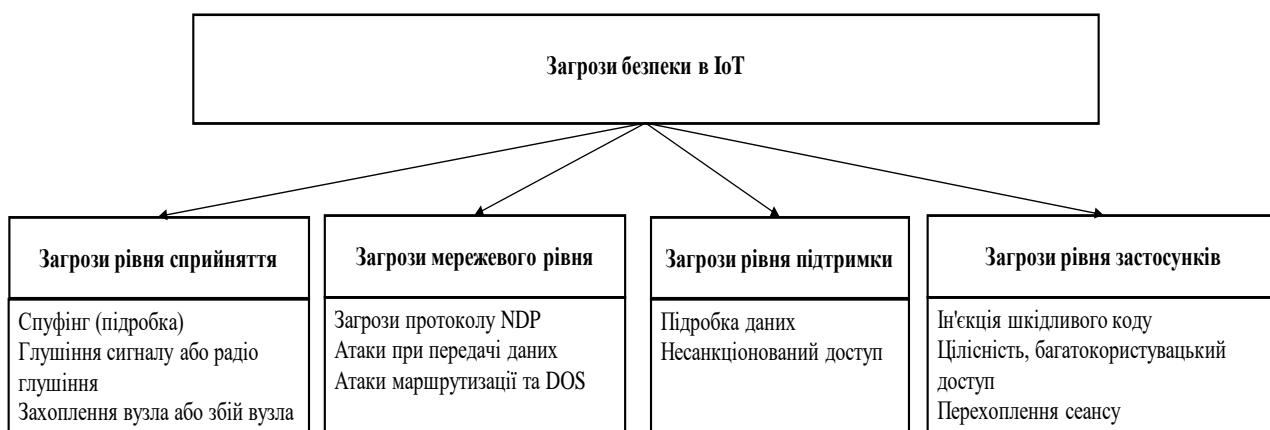 Загрози безпеки в IoT
Загрози рівня сприйняття
Спуфінг (підробка)
Глушіння сигналу або радіо
глушіння
Захоплення вузла або збій вузла
Загрози мережевого рівня
Загрози протоколу NDP
Атаки при передачі даних
Атаки маршрутизації та DOS
Загрози рівня підтримки
Підробка даних
Несанкціонований доступ
Загрози рівня застосунків
Ін'єкція шкідливого коду
Цілісність, багатокористувацький
доступ
Перехоплення сеансу